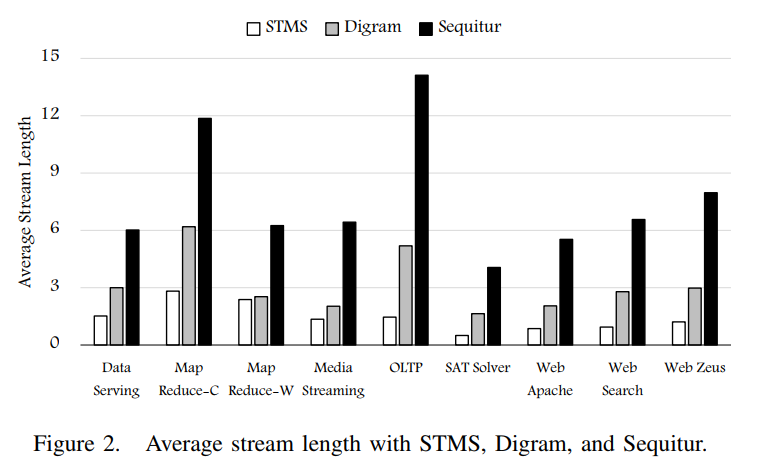 STMS Digram Sequitur
15
12
9
6
3
0
Average Stream Length
Data Serving
Map Reduce-C
Map Reduce-W
Media Streaming
OLTP
SAT Solver
Web Apache
Web Search
Web Zeus
Figure 2. Average stream length with STMS, Digram, and Sequitur.